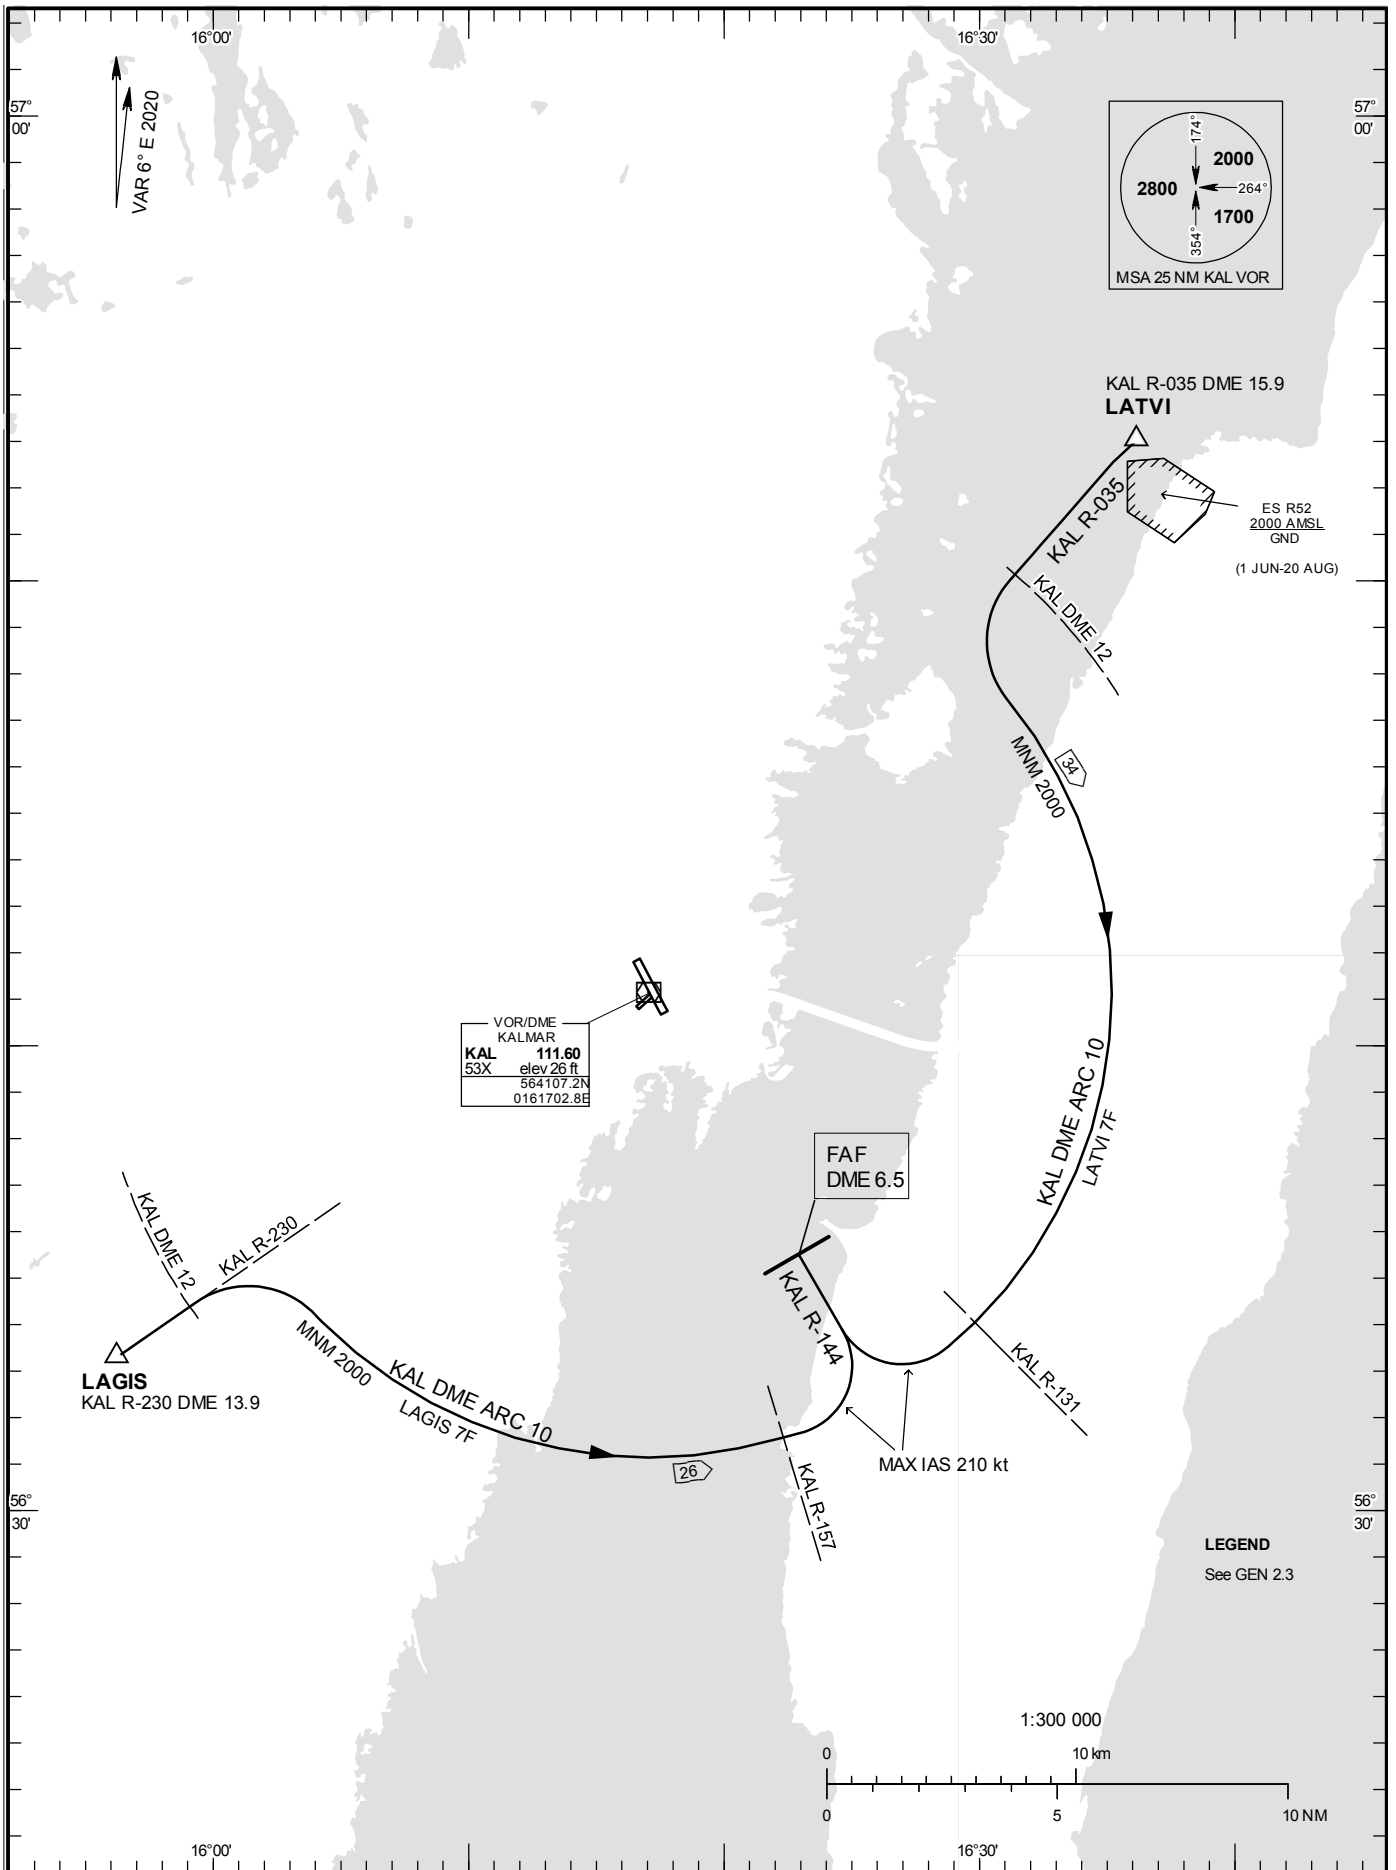 16°00'
16°30'
57°
00'
57°
00'
VAR 6° E 2020
174°
2000
2800
264°
1700
354°
MSA 25 NM KAL VOR
KAL R-035 DME 15.9
LATVI
KAL R-035
ES R52
2000 AMSL
GND
(1 JUN-20 AUG)
KAL DME 12
34
MNM 2000
VOR/DME
KALMAR
KAL 111.60
53X elev 26 ft
564107.2N
0161702.8E
KAL DME ARC 10
LATVI 7F
FAF
DME 6.5
KAL DME 12
KAL R-230
KAL R-144
MNM 2000
KAL DME ARC 10
LAGIS 7F
LAGIS
KAL R-230 DME 13.9
KAL R-131
MAX IAS 210 kt
26
KAL R-157
56°
30'
56°
30'
LEGEND
See GEN 2.3
1:300 000
0 10 km
0 5 10 NM
16°00'
16°30'